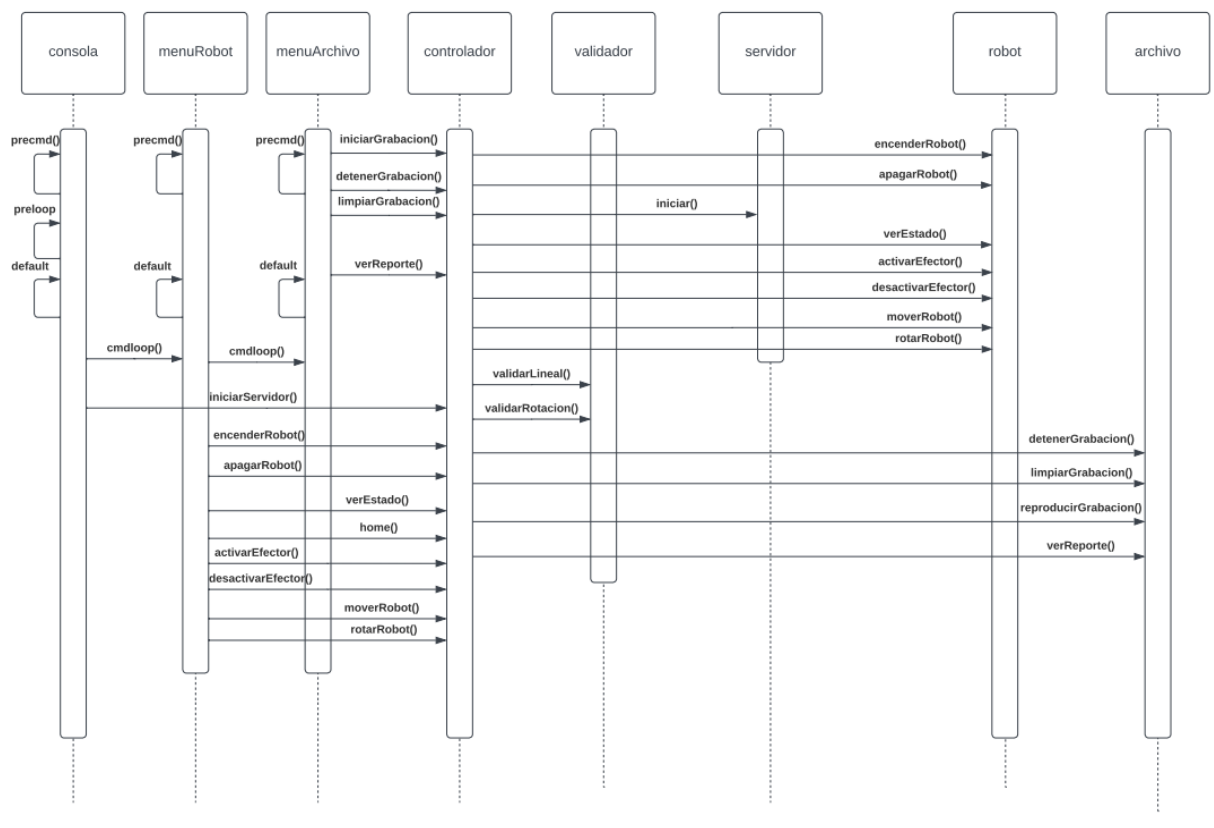 consola
menuRobot
menuArchivo
controlador
validador
servidor
robot
archivo
precmd()
precmd()
precmd()
iniciarGrabacion()
encenderRobot()
detenerGrabacion()
apagarRobot()
limpiarGrabacion()
iniciar()
preloop
verEstado()
default
default
default
verReporte()
activarEfector()
desactivarEfector()
moverRobot()
rotarRobot()
cmdloop()
cmdloop()
validarLineal()
iniciarServidor()
validarRotacion()
encenderRobot()
detenerGrabacion()
apagarRobot()
limpiarGrabacion()
verEstado()
reproducirGrabacion()
home()
verReporte()
activarEfector()
desactivarEfector()
moverRobot()
rotarRobot()